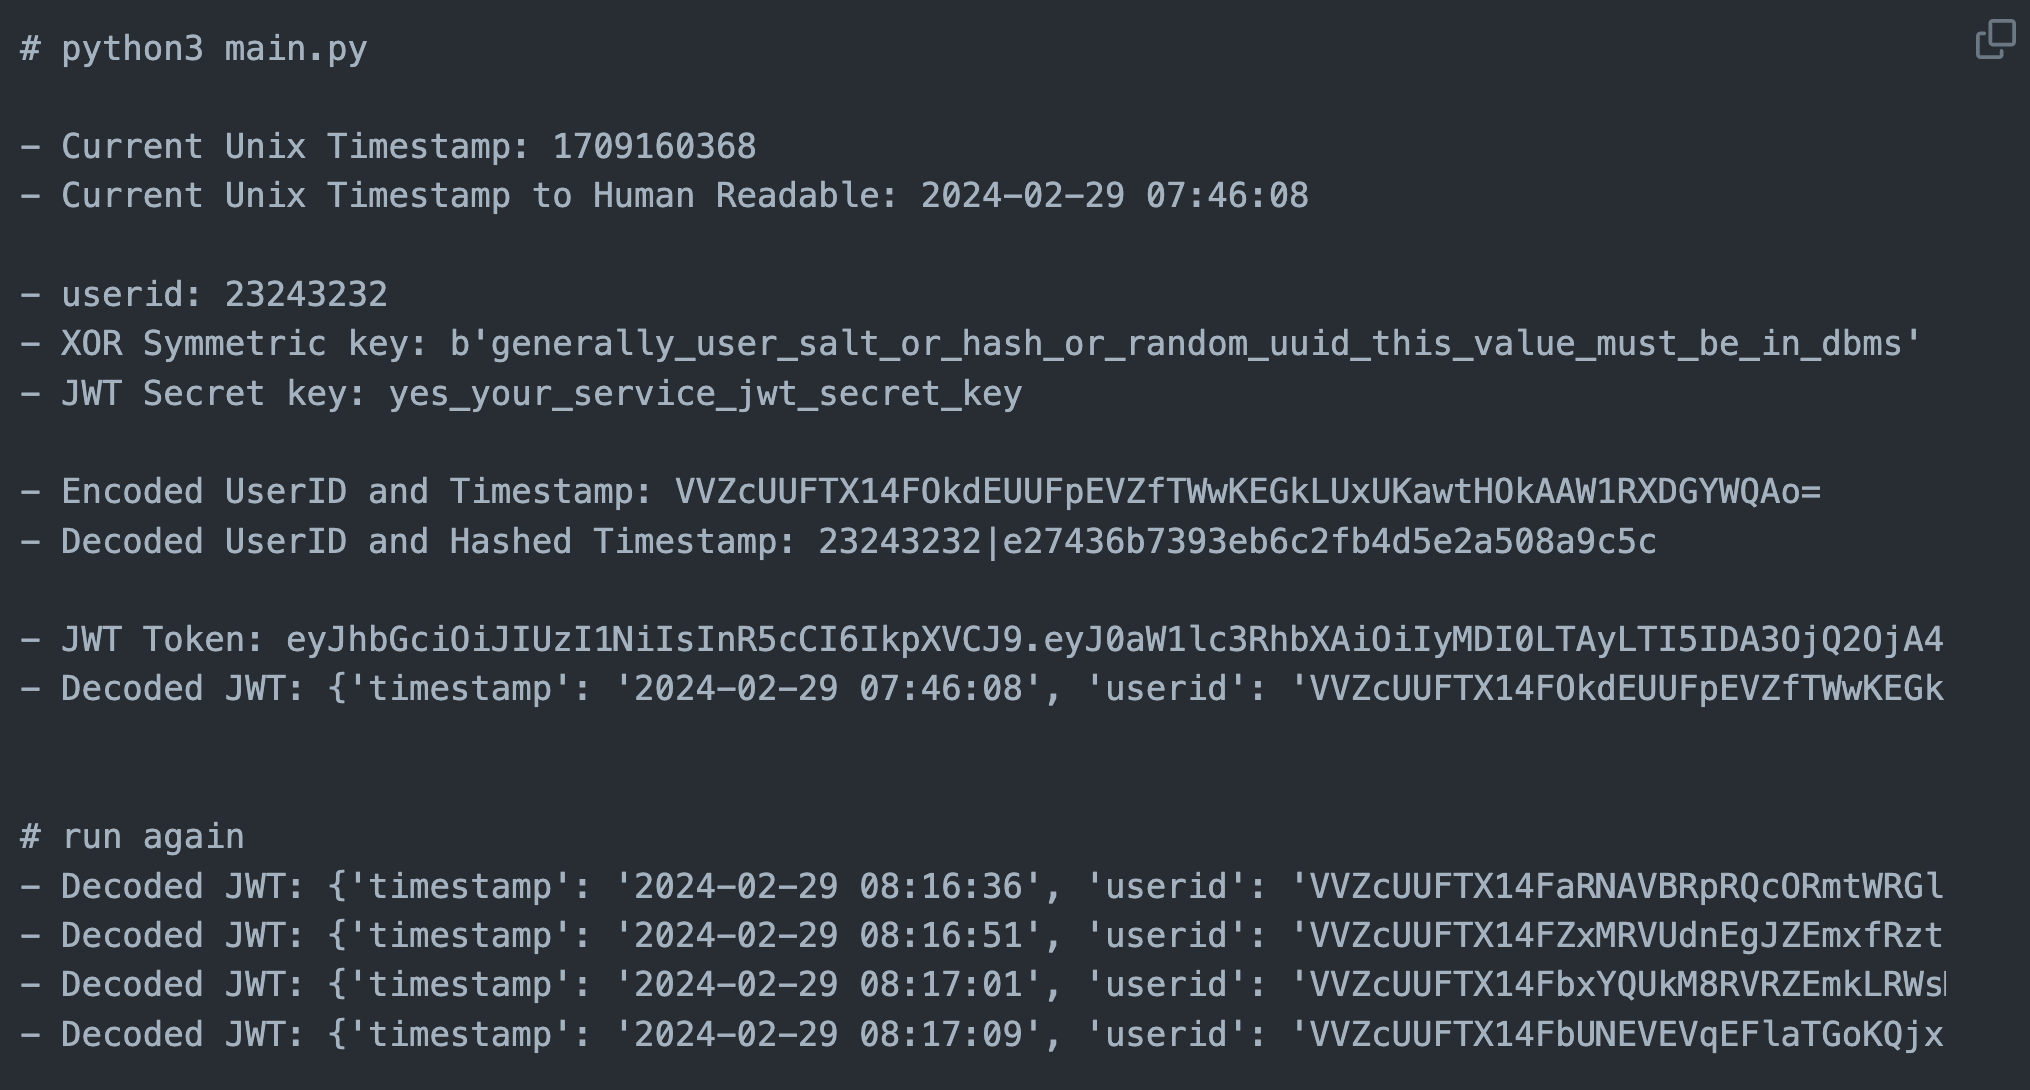 # python3 main.py
- Current Unix Timestamp: 1709160368
- Current Unix Timestamp to Human Readable: 2024-02-29 07:46:08
- userid: 23243232
- XOR Symmetric key: b'generally_user_salt_or_hash_or_random_uuid_this_value_must_be_in_dbms'
- JWT Secret key: yes_your_service_jwt_secret_key
- Encoded UserID and Timestamp: VVZcUUFTX14FOkdEUUFpEVZfTWwKEGkLUxUKawtHOkAAW1RXDGYWQAo=
- Decoded UserID and Hashed Timestamp: 23243232|e27436b7393eb6c2fb4d5e2a508a9c5c
- JWT Token: eyJhbGciOiJIUzI1NiIsInR5cCI6IkpXVCJ9.eyJ0aW1lc3RhbXAiOiIyMDI0LTAyLTI5IDA3OjQ2OjA4
- Decoded JWT: {'timestamp': '2024-02-29 07:46:08', 'userid': 'VVZcUUFTX14FOkdEUUFpEVZfTWwKEGk
# run again
- Decoded JWT: {'timestamp': '2024-02-29 08:16:36', 'userid': 'VVZcUUFTX14FaRNAVBRpRQcORmtWRGl
- Decoded JWT: {'timestamp': '2024-02-29 08:16:51', 'userid': 'VVZcUUFTX14FZxMRVUdnEgJZEmxfRzt
- Decoded JWT: {'timestamp': '2024-02-29 08:17:01', 'userid': 'VVZcUUFTX14FbxYQUkM8RVRZEmkLRWs
- Decoded JWT: {'timestamp': '2024-02-29 08:17:09', 'userid': 'VVZcUUFTX14FbUNEVEVqEFlaTGoKQjx